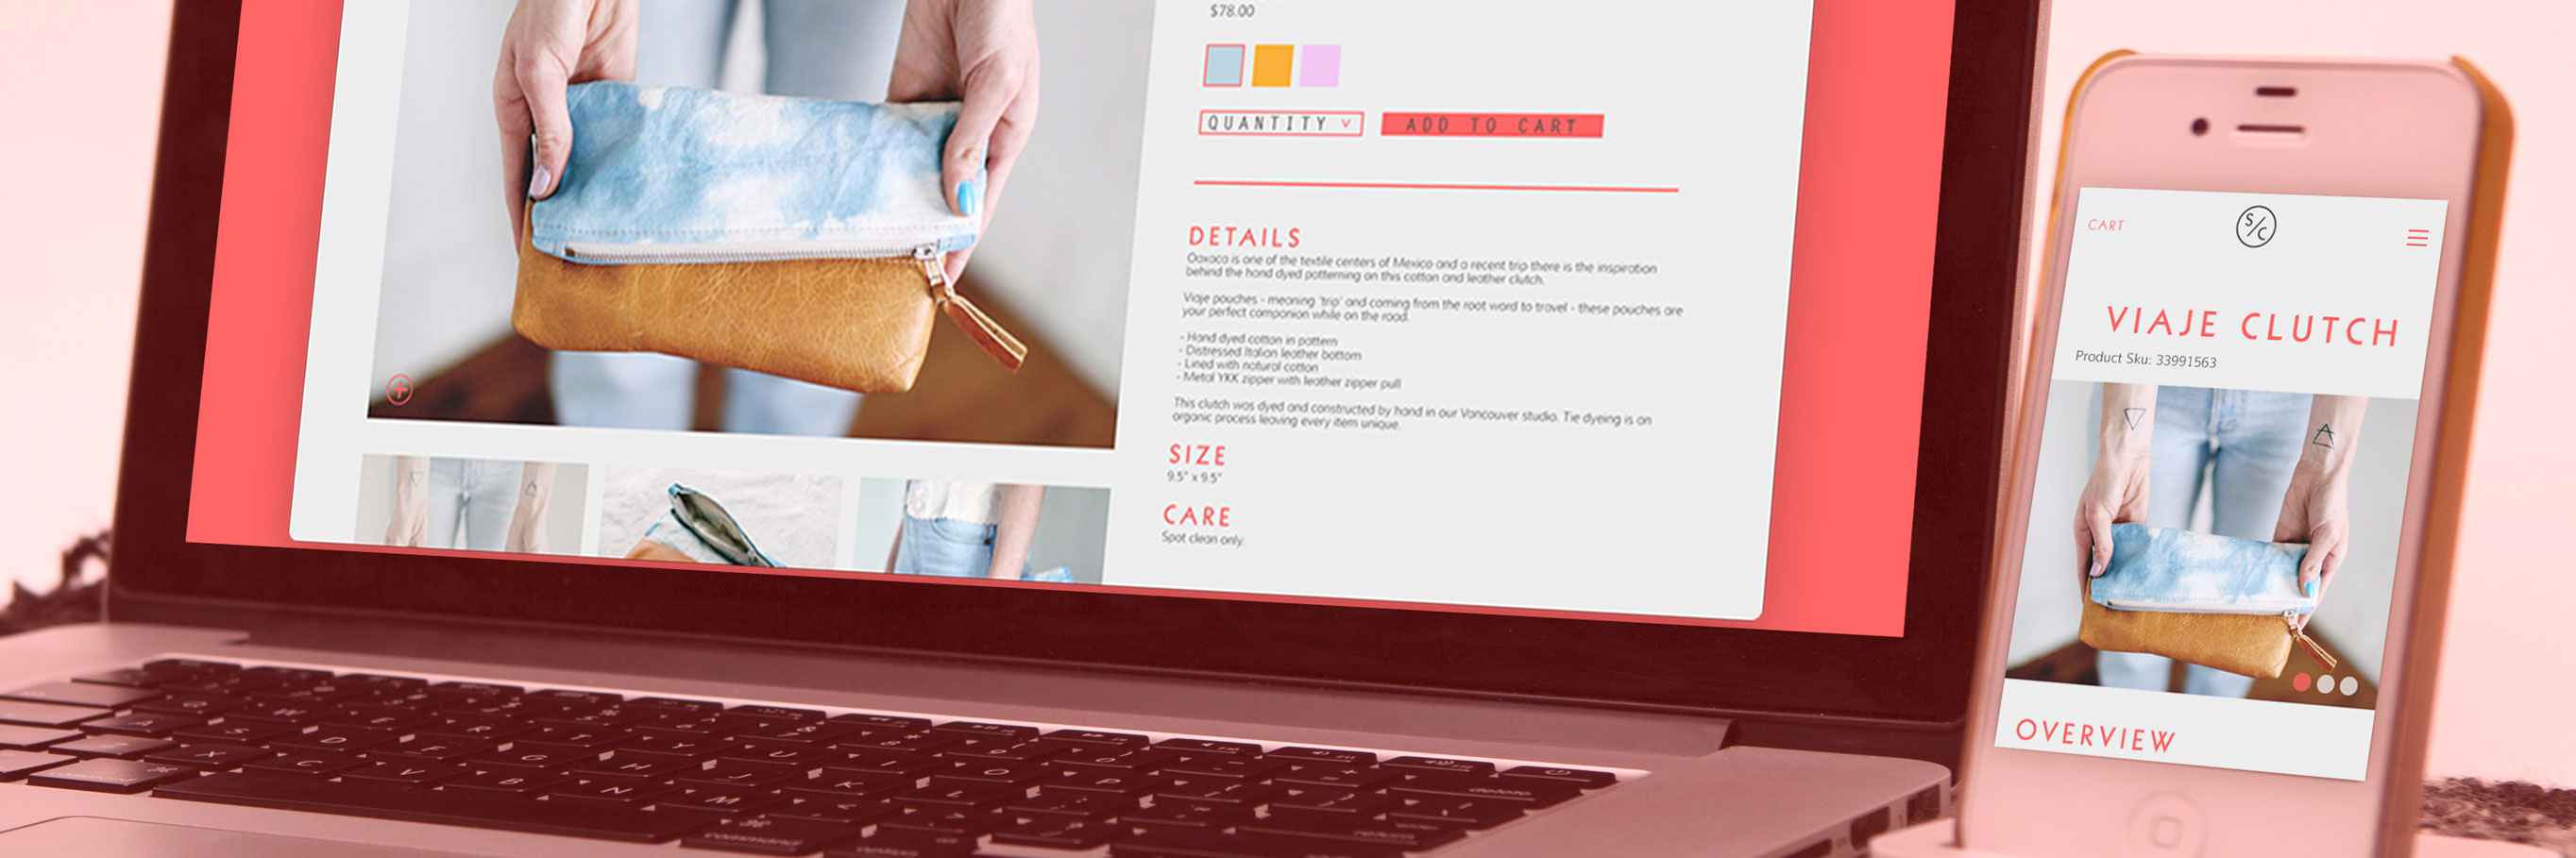 $78.00
QUANTITY
ADD TO CART
DETAILS
Oaxaca is one of the textile centers of Mexico and a recent trip there is the inspiration
behind the hand dyed patterning on this cotton and leather clutch.
Viaje pouches - meaning 'trip' and coming from the root word to travel - these pouches are
your perfect companion while on the road.
- Hand dyed cotton in pattern
- Distressed Italian leather bottom
- Lined with natural cotton
- Metal YKK zipper with leather zipper pull
This clutch was dyed and constructed by hand in our Vancouver studio. Tie dyeing is an
organic process leaving every item unique.
SIZE
9.5" x 9.5"
CARE
Spot clean only.
CART
S/C
VIAJE CLUTCH
Product Sku: 33991563
OVERVIEW
Q W E R T Y U I O P
A S D F G H J K L
delete
X C V B N M
return
command
option